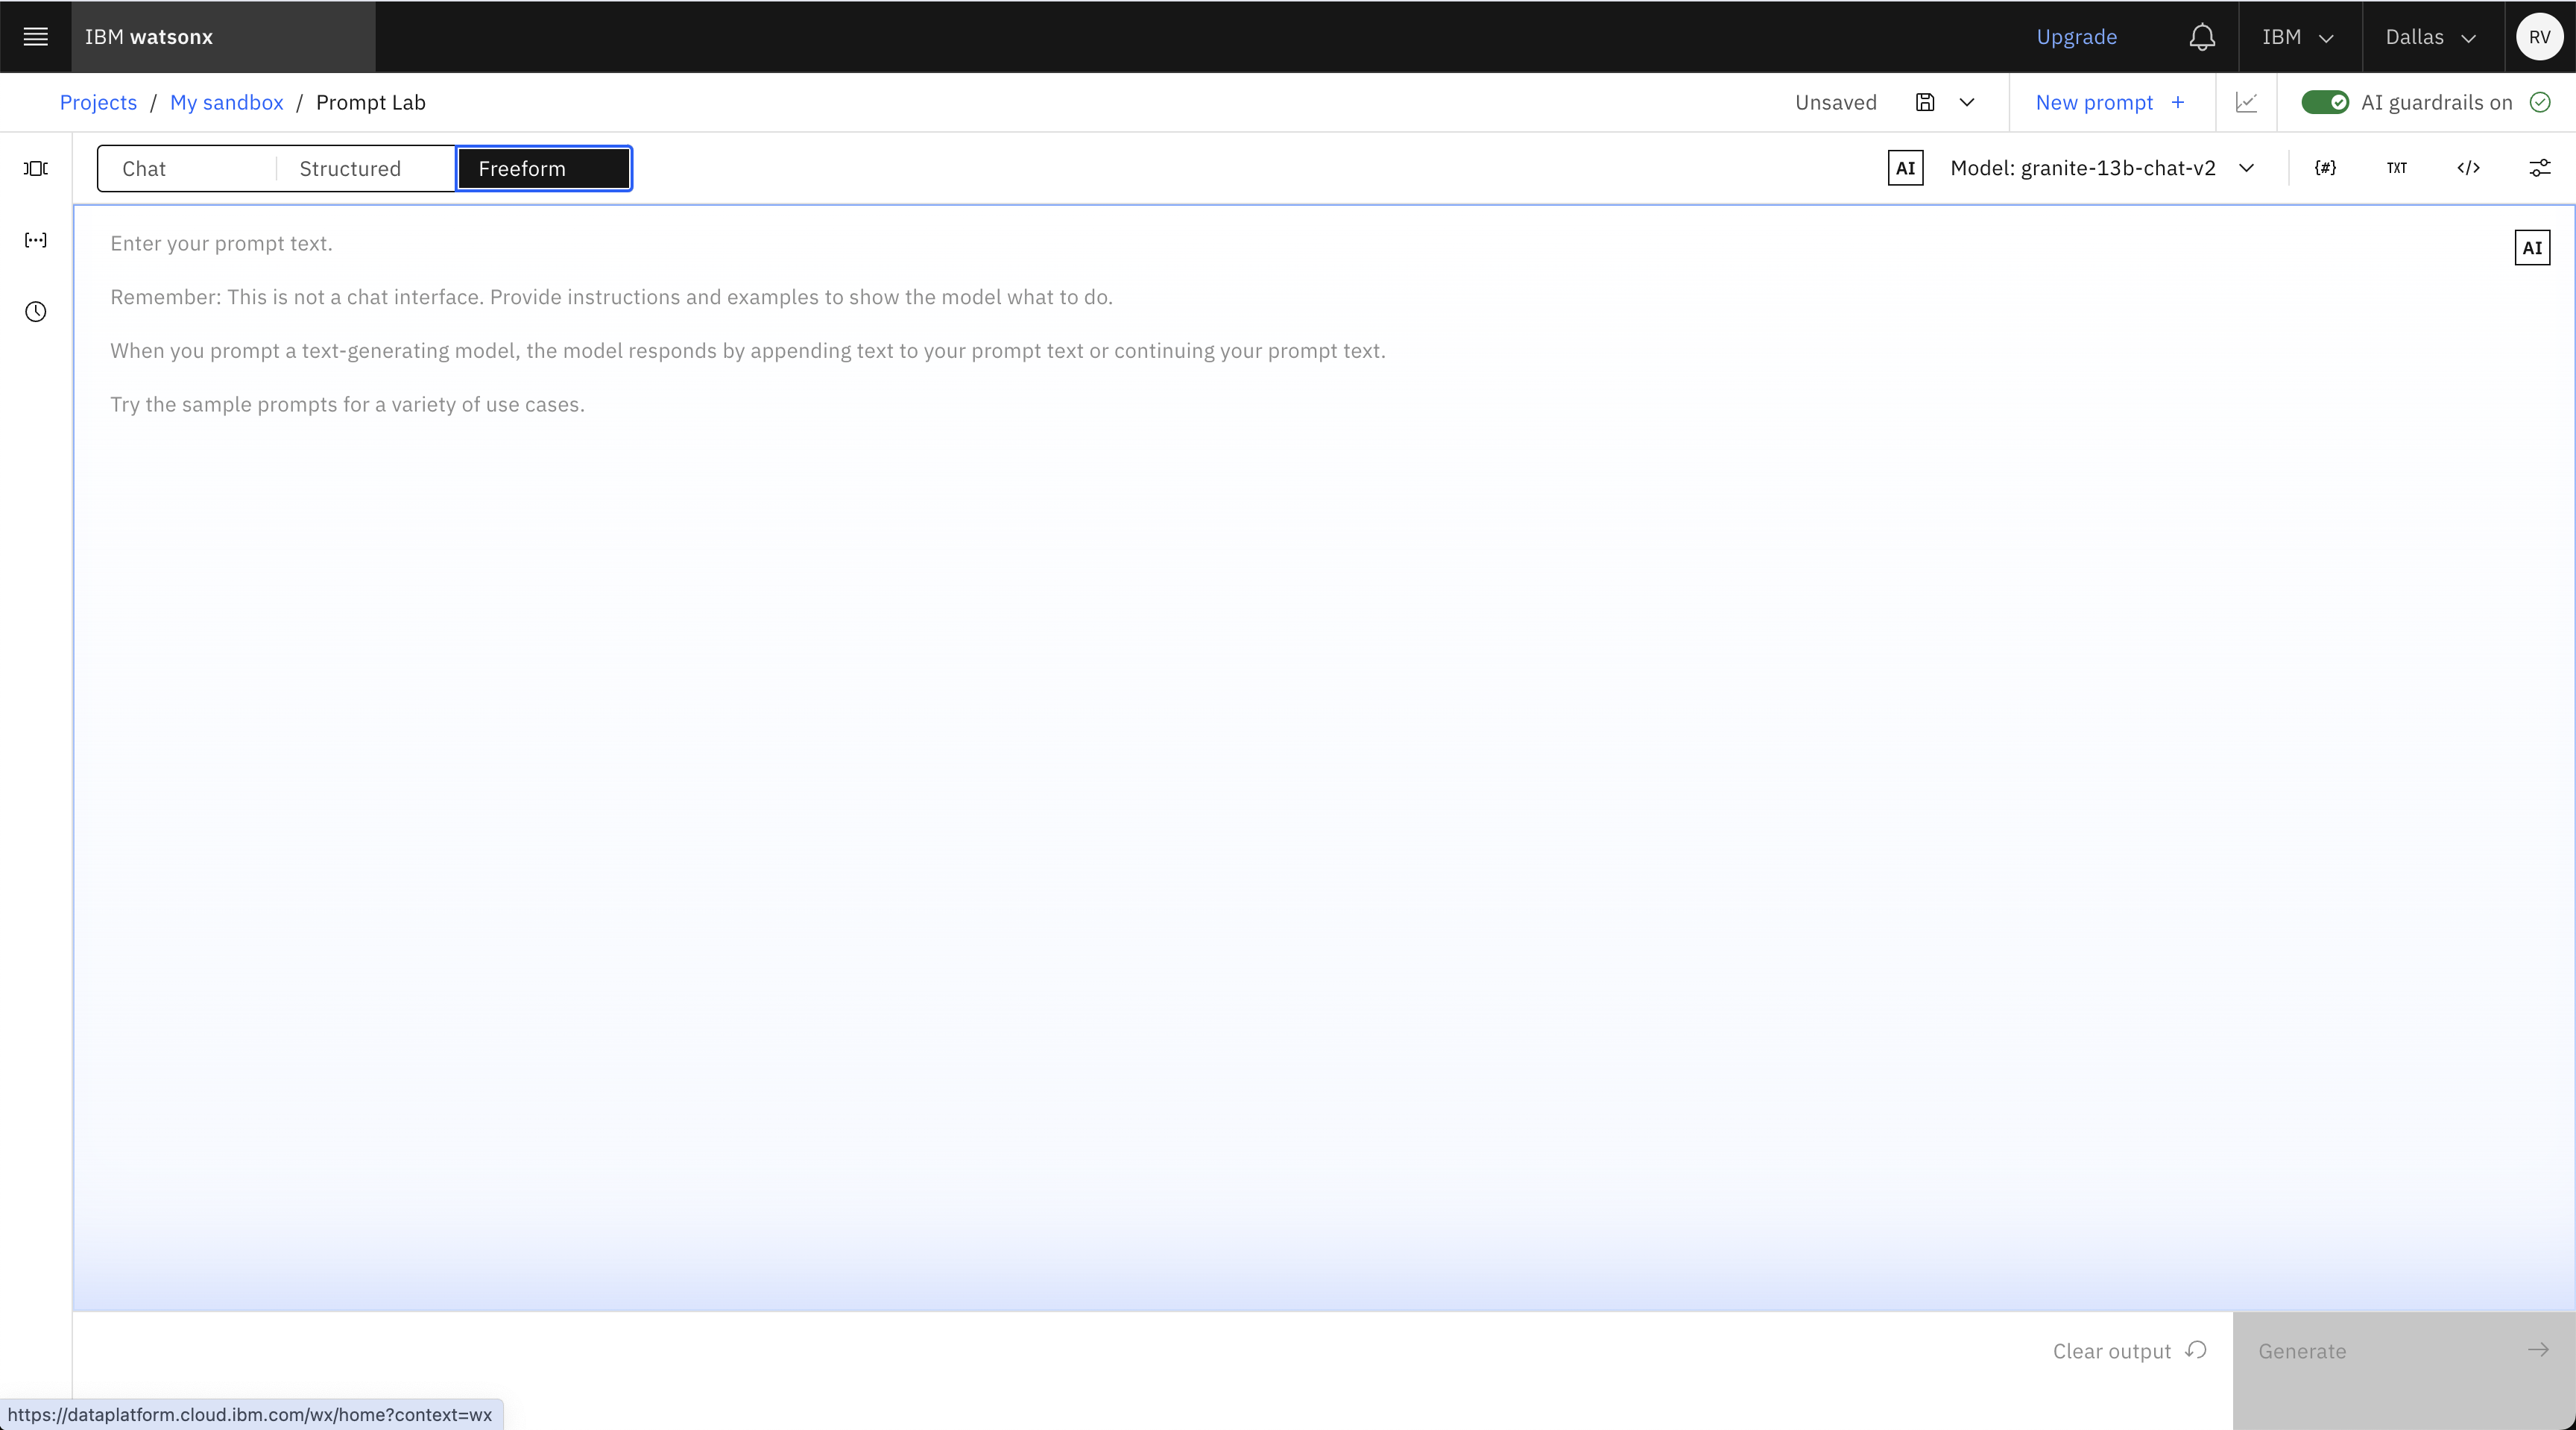 IBM watsonx
Upgrade
IBM
Dallas
RV
Projects / My sandbox / Prompt Lab
Unsaved
New prompt +
AI guardrails on
Chat
Structured
Freeform
AI
Model: granite-13b-chat-v2
{#}
TXT
</>
Enter your prompt text.
AI
Remember: This is not a chat interface. Provide instructions and examples to show the model what to do.
When you prompt a text-generating model, the model responds by appending text to your prompt text or continuing your prompt text.
Try the sample prompts for a variety of use cases.
Clear output
Generate
https://dataplatform.cloud.ibm.com/wx/home?context=wx